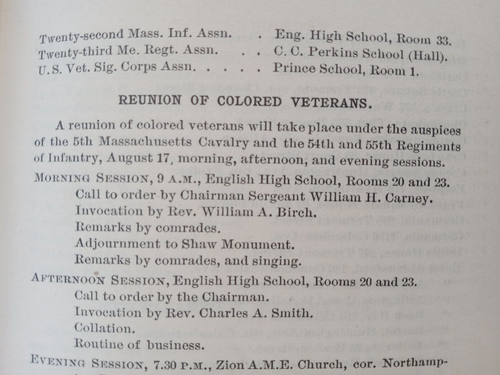 Twenty-second Mass. Inf. Assn. . Eng. High School, Room 33.
Twenty-third Me. Regt. Assn. . . C. C. Perkins School (Hall).
U. S. Vet. Sig. Corps Assn. . . . . . Prince School, Room 1.
REUNION OF COLORED VETERANS.
A reunion of colored veterans will take place under the auspices
of the 5th Massachusetts Cavalry and the 54th and 55th Regiments
of Infantry, August 17, morning, afternoon, and evening sessions.
MORNING SESSION, 9 A.M., English High School, Rooms 20 and 23.
Call to order by Chairman Sergeant William H. Carney.
Invocation by Rev. William A. Birch.
Remarks by comrades.
Adjournment to Shaw Monument.
Remarks by comrades, and singing.
AFTERNOON SESSION, English High School, Rooms 20 and 23.
Call to order by the Chairman.
Invocation by Rev. Charles A. Smith.
Collation.
Routine of business.
EVENING SESSION, 7.30 P.M., Zion A.M.E. Church, cor. Northamp-